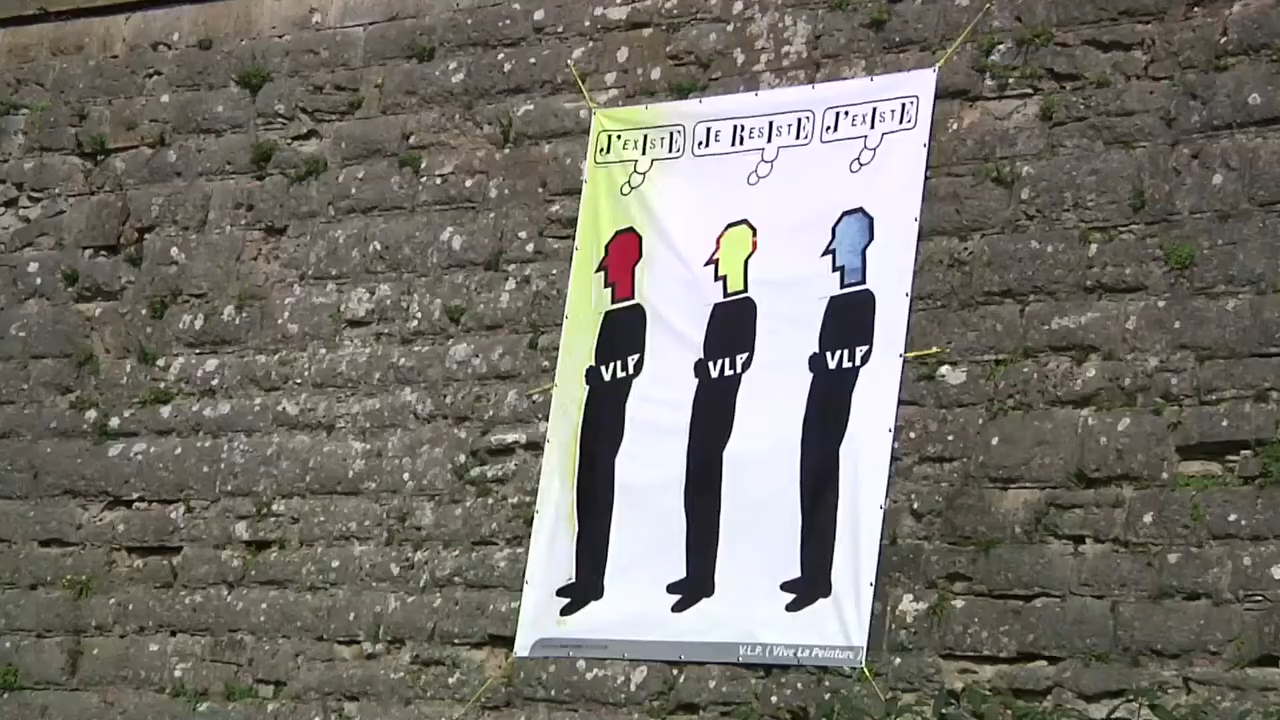 J'EXISTE JE RESISTE J'EXISTE
VLP VLP VLP
V.L.P. ( Vive La Peinture )